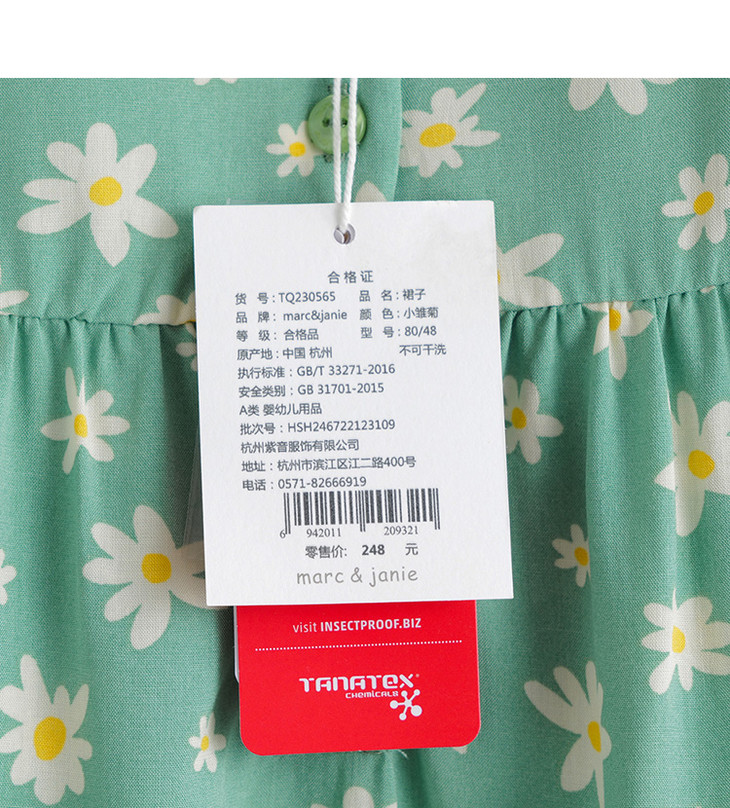 合格证
货 号：TQ230565 品 名：裙子
品 牌：marc&janie 颜 色：小雏菊
等 级：合格品 型 号：80/48
原产地：中国 杭州 不可干洗
执行标准：GB/T 33271-2016
安全类别：GB 31701-2015
A类 婴幼儿用品
批次号：HSH246722123109
杭州紫音服饰有限公司
地址：杭州市滨江区江二路400号
电话：0571-82666919
6 942011 209321
零售价: 248 元
marc & janie
visit INSECTPROOF.BIZ
TANATEX
CHEMICALS